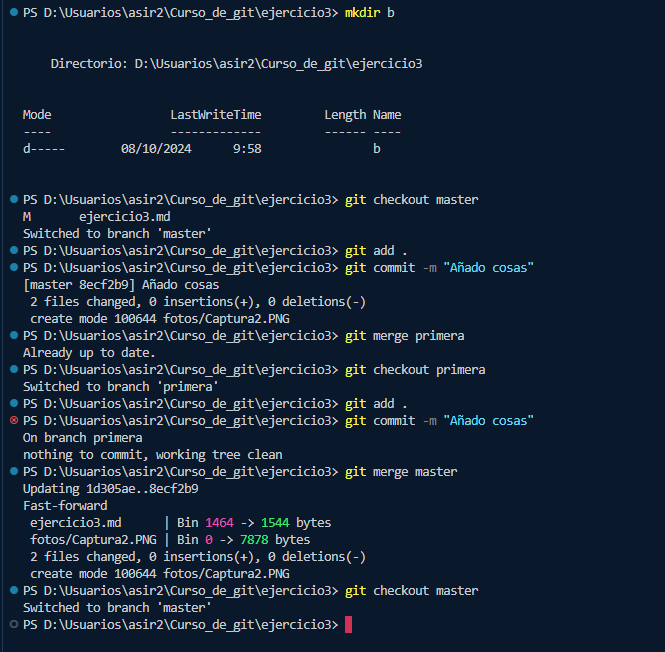 PS D:\Usuarios\asir2\Curso_de_git\ejercicio3> mkdir b
Directorio: D:\Usuarios\asir2\Curso_de_git\ejercicio3
Mode LastWriteTime Length Name
---- ------------- ------ ----
d----- 08/10/2024 9:58 b
PS D:\Usuarios\asir2\Curso_de_git\ejercicio3> git checkout master
M ejercicio3.md
Switched to branch 'master'
PS D:\Usuarios\asir2\Curso_de_git\ejercicio3> git add .
PS D:\Usuarios\asir2\Curso_de_git\ejercicio3> git commit -m "Añado cosas"
[master 8ecf2b9] Añado cosas
2 files changed, 0 insertions(+), 0 deletions(-)
create mode 100644 fotos/Captura2.PNG
PS D:\Usuarios\asir2\Curso_de_git\ejercicio3> git merge primera
Already up to date.
PS D:\Usuarios\asir2\Curso_de_git\ejercicio3> git checkout primera
Switched to branch 'primera'
PS D:\Usuarios\asir2\Curso_de_git\ejercicio3> git add .
PS D:\Usuarios\asir2\Curso_de_git\ejercicio3> git commit -m "Añado cosas"
On branch primera
nothing to commit, working tree clean
PS D:\Usuarios\asir2\Curso_de_git\ejercicio3> git merge master
Updating 1d305ae..8ecf2b9
Fast-forward
ejercicio3.md | Bin 1464 -> 1544 bytes
fotos/Captura2.PNG | Bin 0 -> 7878 bytes
2 files changed, 0 insertions(+), 0 deletions(-)
create mode 100644 fotos/Captura2.PNG
PS D:\Usuarios\asir2\Curso_de_git\ejercicio3> git checkout master
Switched to branch 'master'
PS D:\Usuarios\asir2\Curso_de_git\ejercicio3>